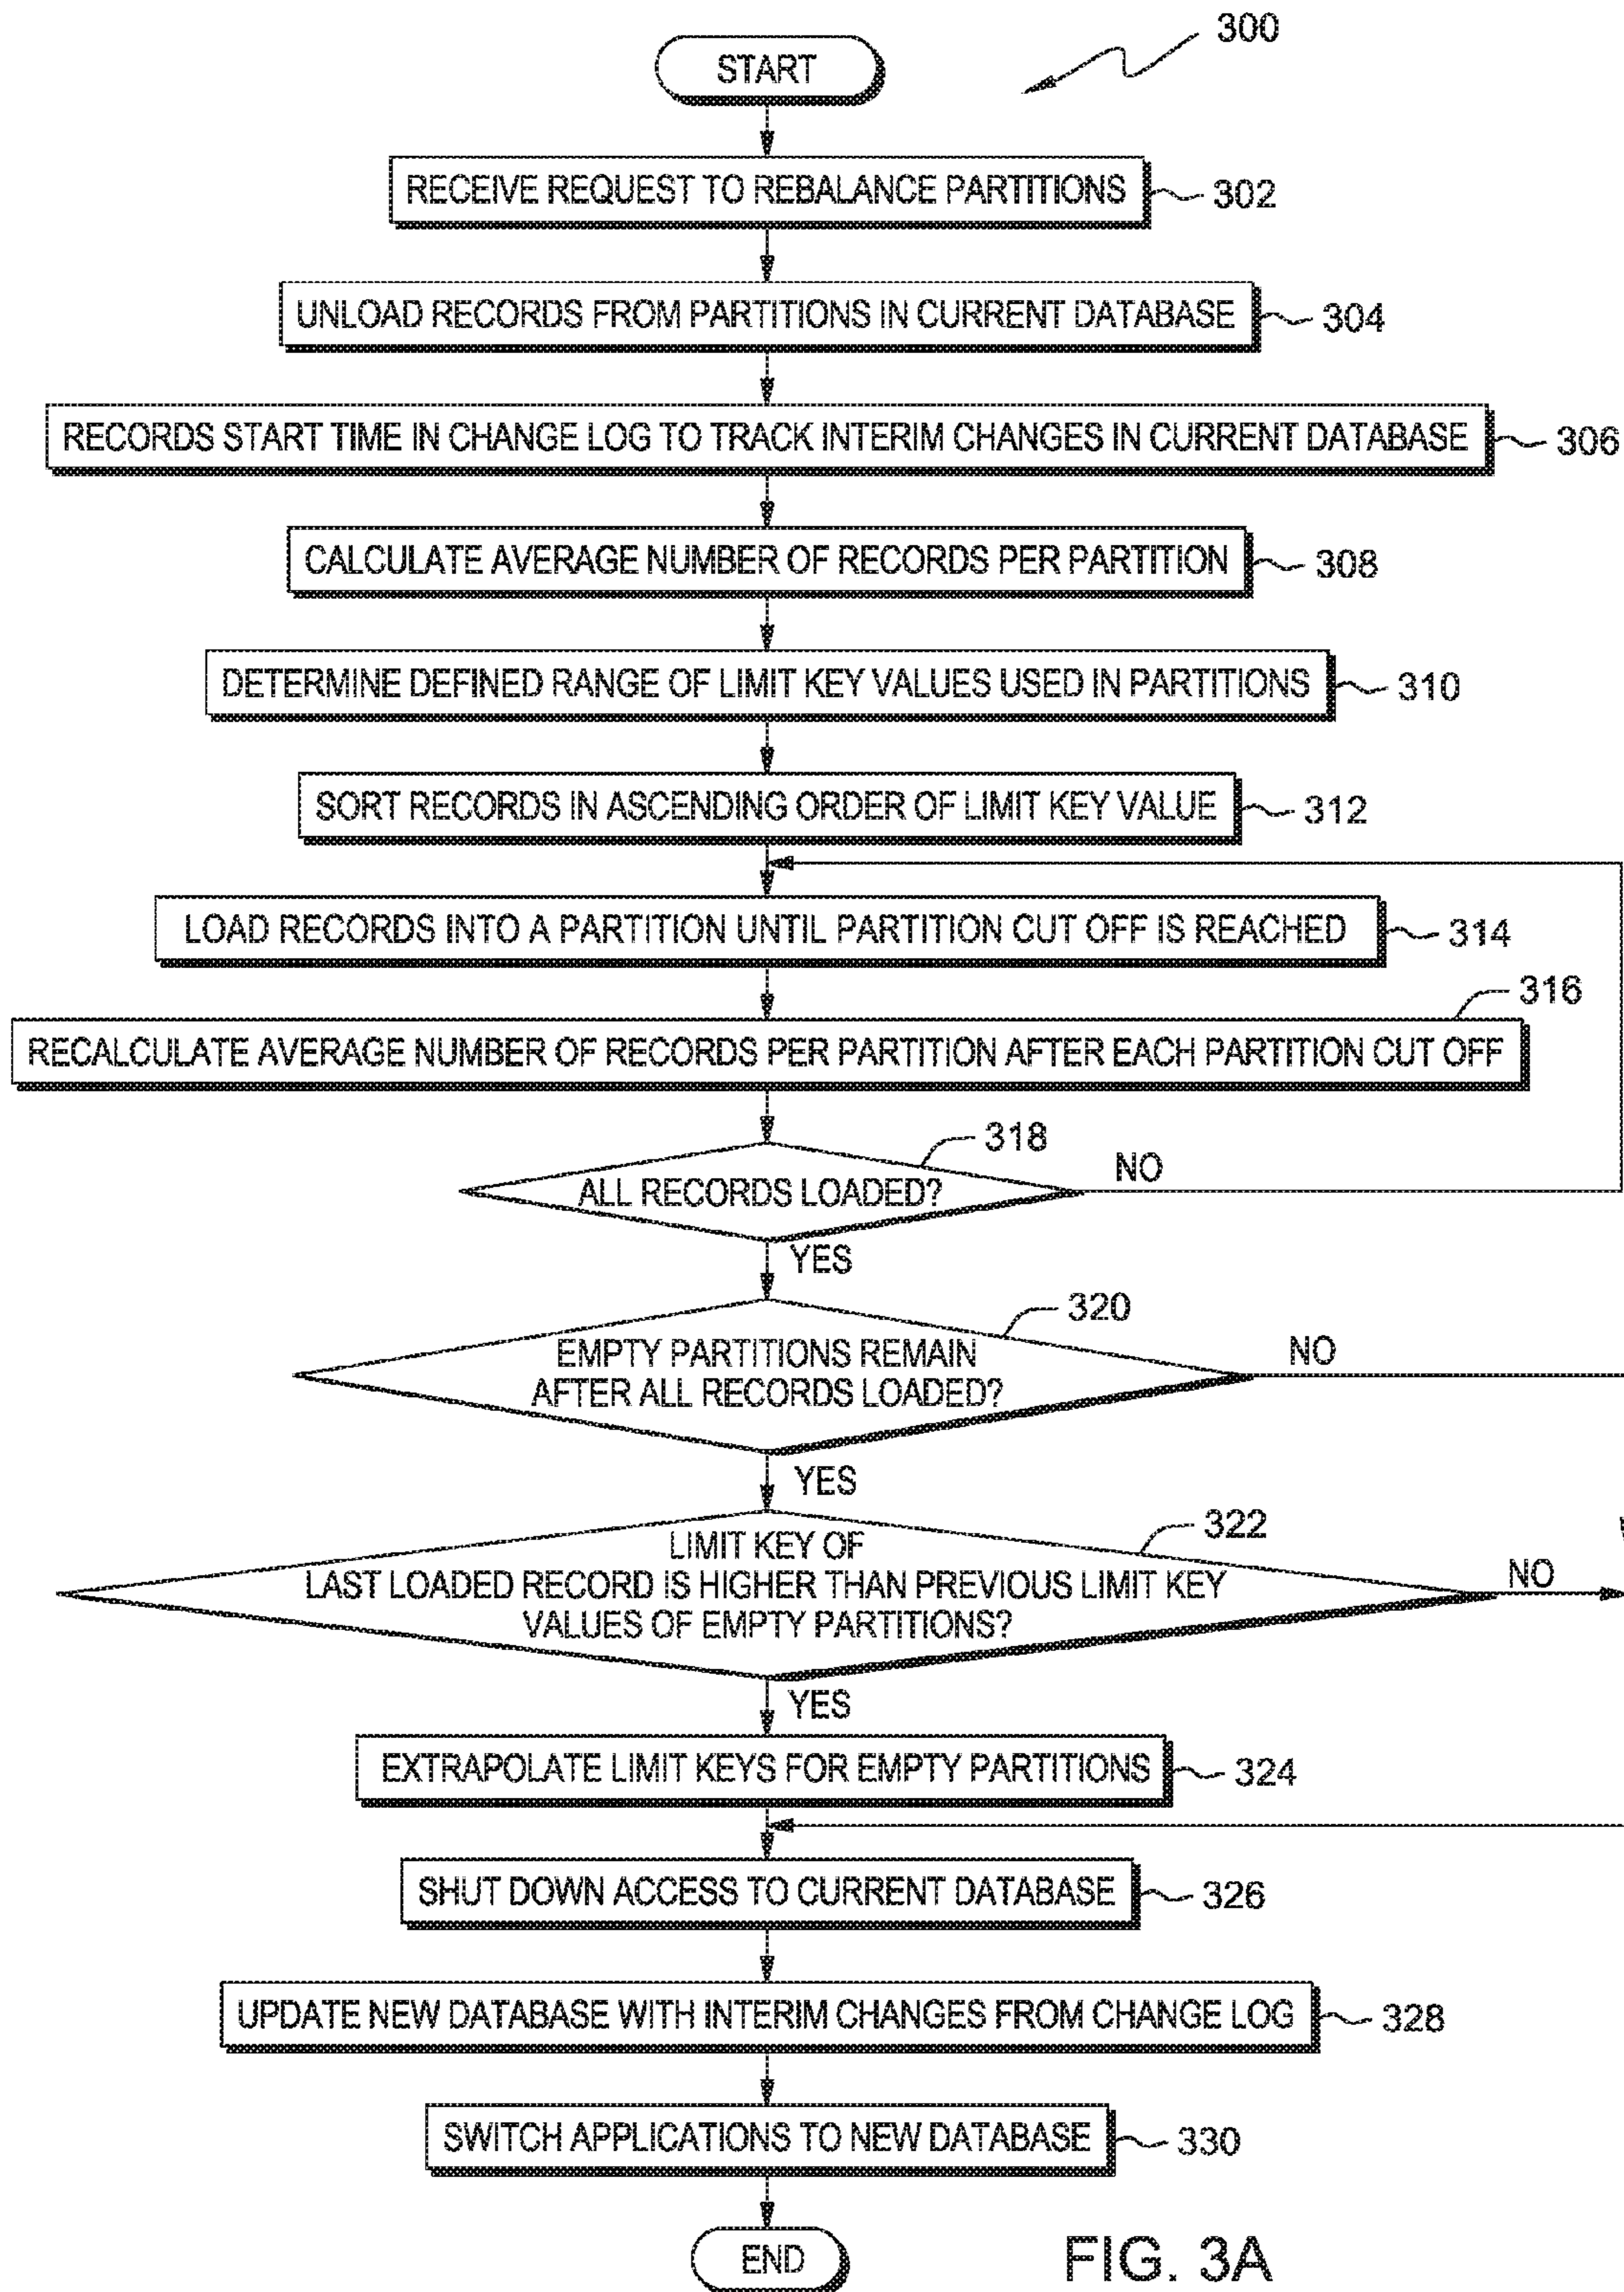 300
START
RECEIVE REQUEST TO REBALANCE PARTITIONS
302
UNLOAD RECORDS FROM PARTITIONS IN CURRENT DATABASE
304
RECORDS START TIME IN CHANGE LOG TO TRACK INTERIM CHANGES IN CURRENT DATABASE
306
CALCULATE AVERAGE NUMBER OF RECORDS PER PARTITION
308
DETERMINE DEFINED RANGE OF LIMIT KEY VALUES USED IN PARTITIONS
310
SORT RECORDS IN ASCENDING ORDER OF LIMIT KEY VALUE
312
LOAD RECORDS INTO A PARTITION UNTIL PARTITION CUT OFF IS REACHED
314
316
RECALCULATE AVERAGE NUMBER OF RECORDS PER PARTITION AFTER EACH PARTITION CUT OFF
318
ALL RECORDS LOADED?
NO
YES
320
EMPTY PARTITIONS REMAIN
AFTER ALL RECORDS LOADED?
NO
YES
322
LIMIT KEY OF
LAST LOADED RECORD IS HIGHER THAN PREVIOUS LIMIT KEY
VALUES OF EMPTY PARTITIONS?
NO
YES
EXTRAPOLATE LIMIT KEYS FOR EMPTY PARTITIONS
324
SHUT DOWN ACCESS TO CURRENT DATABASE
326
UPDATE NEW DATABASE WITH INTERIM CHANGES FROM CHANGE LOG
328
SWITCH APPLICATIONS TO NEW DATABASE
330
END
FIG. 3A